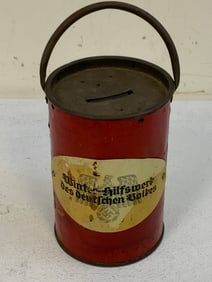 Winter-Hilfswerk
des deutschen Volkes